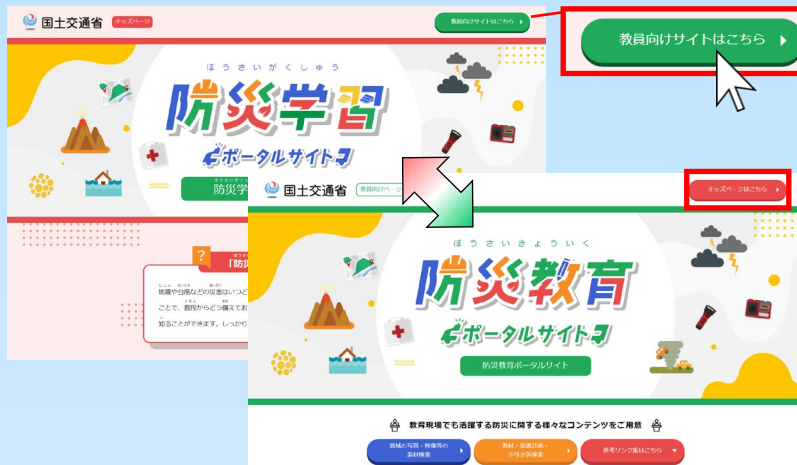 国土交通省
キッズページ
教員向けサイトはこちら
教員向けサイトはこちら
ぼうさいがくしゅう
防災学習
ポータルサイト
防災学
?
「防災
地震や台風などの災害はいつど
ことで、普段からどう備えてお
知ることができます。しっかり
国土交通省
教員向けページ
キッズページはこちら
ぼうさいきょういく
防災教育
ポータルサイト
防災教育ポータルサイト
教育現場でも活躍する防災に関する様々なコンテンツをご用意
地域の写真・映像等の
素材検索
教材・指導計画・
手引き等検索
参考リンク集はこちら